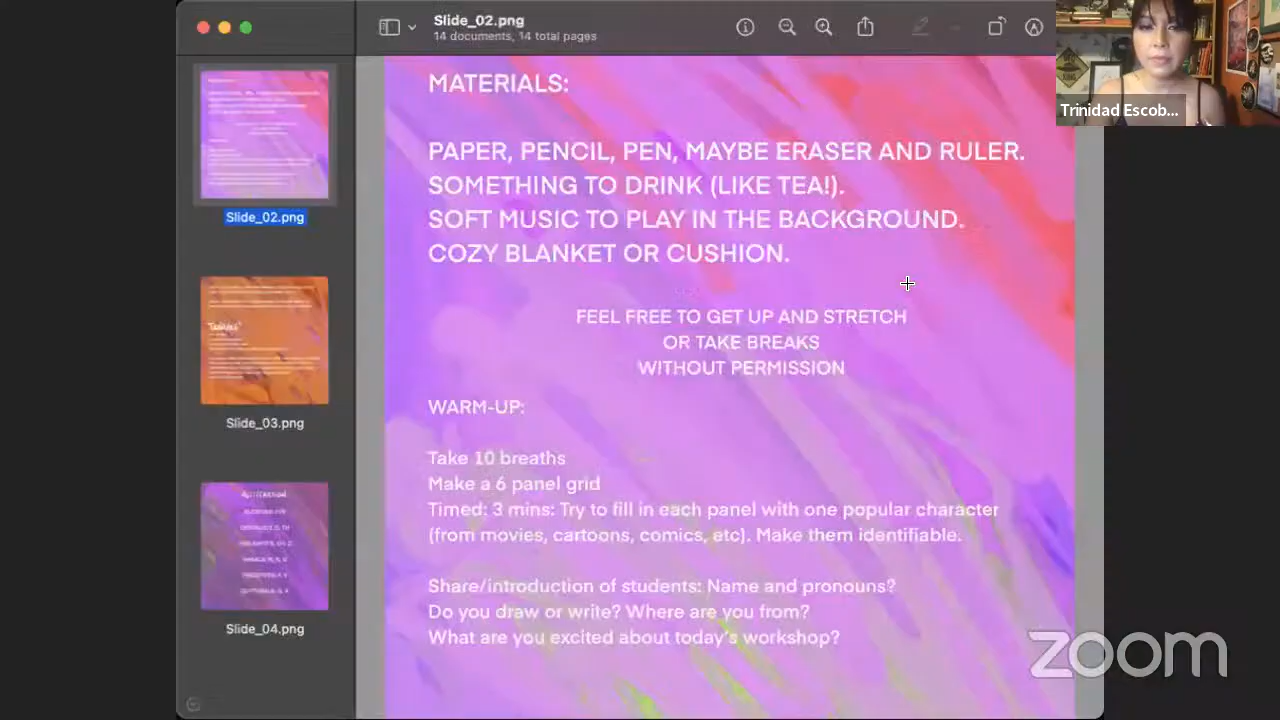 Slide_02.png
14 documents, 14 total pages
Trinidad Escob...
MATERIALS:
PAPER, PENCIL, PEN, MAYBE ERASER AND RULER.
SOMETHING TO DRINK (LIKE TEA!).
SOFT MUSIC TO PLAY IN THE BACKGROUND.
COZY BLANKET OR CUSHION.
FEEL FREE TO GET UP AND STRETCH
OR TAKE BREAKS
WITHOUT PERMISSION
WARM-UP:
Take 10 breaths
Make a 6 panel grid
Timed: 3 mins: Try to fill in each panel with one popular character
(from movies, cartoons, comics, etc). Make them identifiable.
Share/introduction of students: Name and pronouns?
Do you draw or write? Where are you from?
What are you excited about today's workshop?
Slide_02.png
Slide_03.png
Slide_04.png
zoom